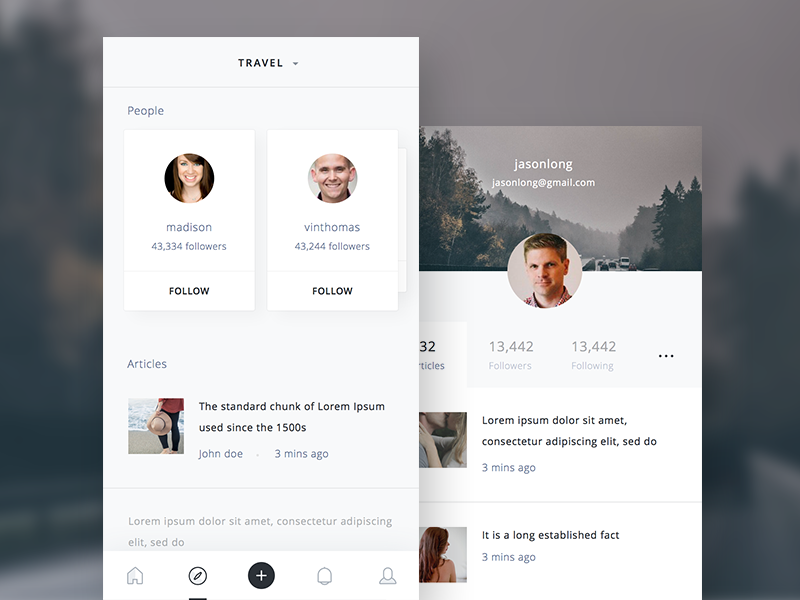 TRAVEL
People
madison
43,334 followers
FOLLOW
vinthomas
43,244 followers
FOLLOW
Articles
The standard chunk of Lorem Ipsum
used since the 1500s
John doe - 3 mins ago
Lorem ipsum dolor sit amet, consectetur adipiscing
elit, sed do
jasonlong
jasonlong@gmail.com
32
rticles
13,442
Followers
13,442
Following
Lorem ipsum dolor sit amet,
consectetur adipiscing elit, sed do
3 mins ago
It is a long established fact
3 mins ago